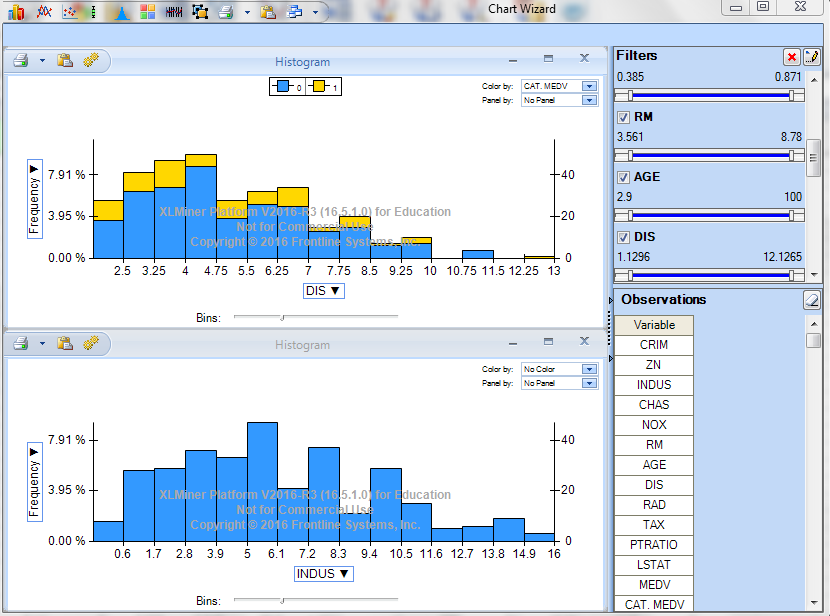 Chart Wizard
Histogram
0 1
Color by: CAT. MEDV
Panel by: No Panel
Frequency ▼
7.91 %
3.95 %
0.00 %
40
20
0
XLMiner Platform V2016-R3 (16.5.1.0) for Education
Not for Commercial Use
Copyright © 2016 Frontline Systems, Inc.
2.5 3.25 4 4.75 5.5 6.25 7 7.75 8.5 9.25 10 10.75 11.5 12.25 13
DIS ▼
Bins:
Histogram
Color by: No Color
Panel by: No Panel
Frequency ▼
7.91 %
3.95 %
0.00 %
40
20
0
XLMiner Platform V2016-R3 (16.5.1.0) for Education
Not for Commercial Use
Copyright © 2016 Frontline Systems, Inc.
0.6 1.7 2.8 3.9 5 6.1 7.2 8.3 9.4 10.5 11.6 12.7 13.8 14.9 16
INDUS ▼
Bins:
Filters
0.385 0.871
RM
3.561 8.78
AGE
2.9 100
DIS
1.1296 12.1265
Observations
Variable
CRIM
ZN
INDUS
CHAS
NOX
RM
AGE
DIS
RAD
TAX
PTRATIO
LSTAT
MEDV
CAT. MEDV